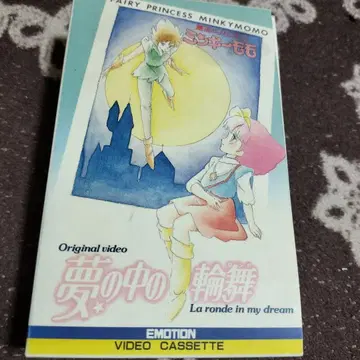 FAIRY PRINCESS MINKYMOMO
ミンキーモモ
Original video
夢の中の輪舞
La ronde in my dream
EMOTION
VIDEO CASSETTE